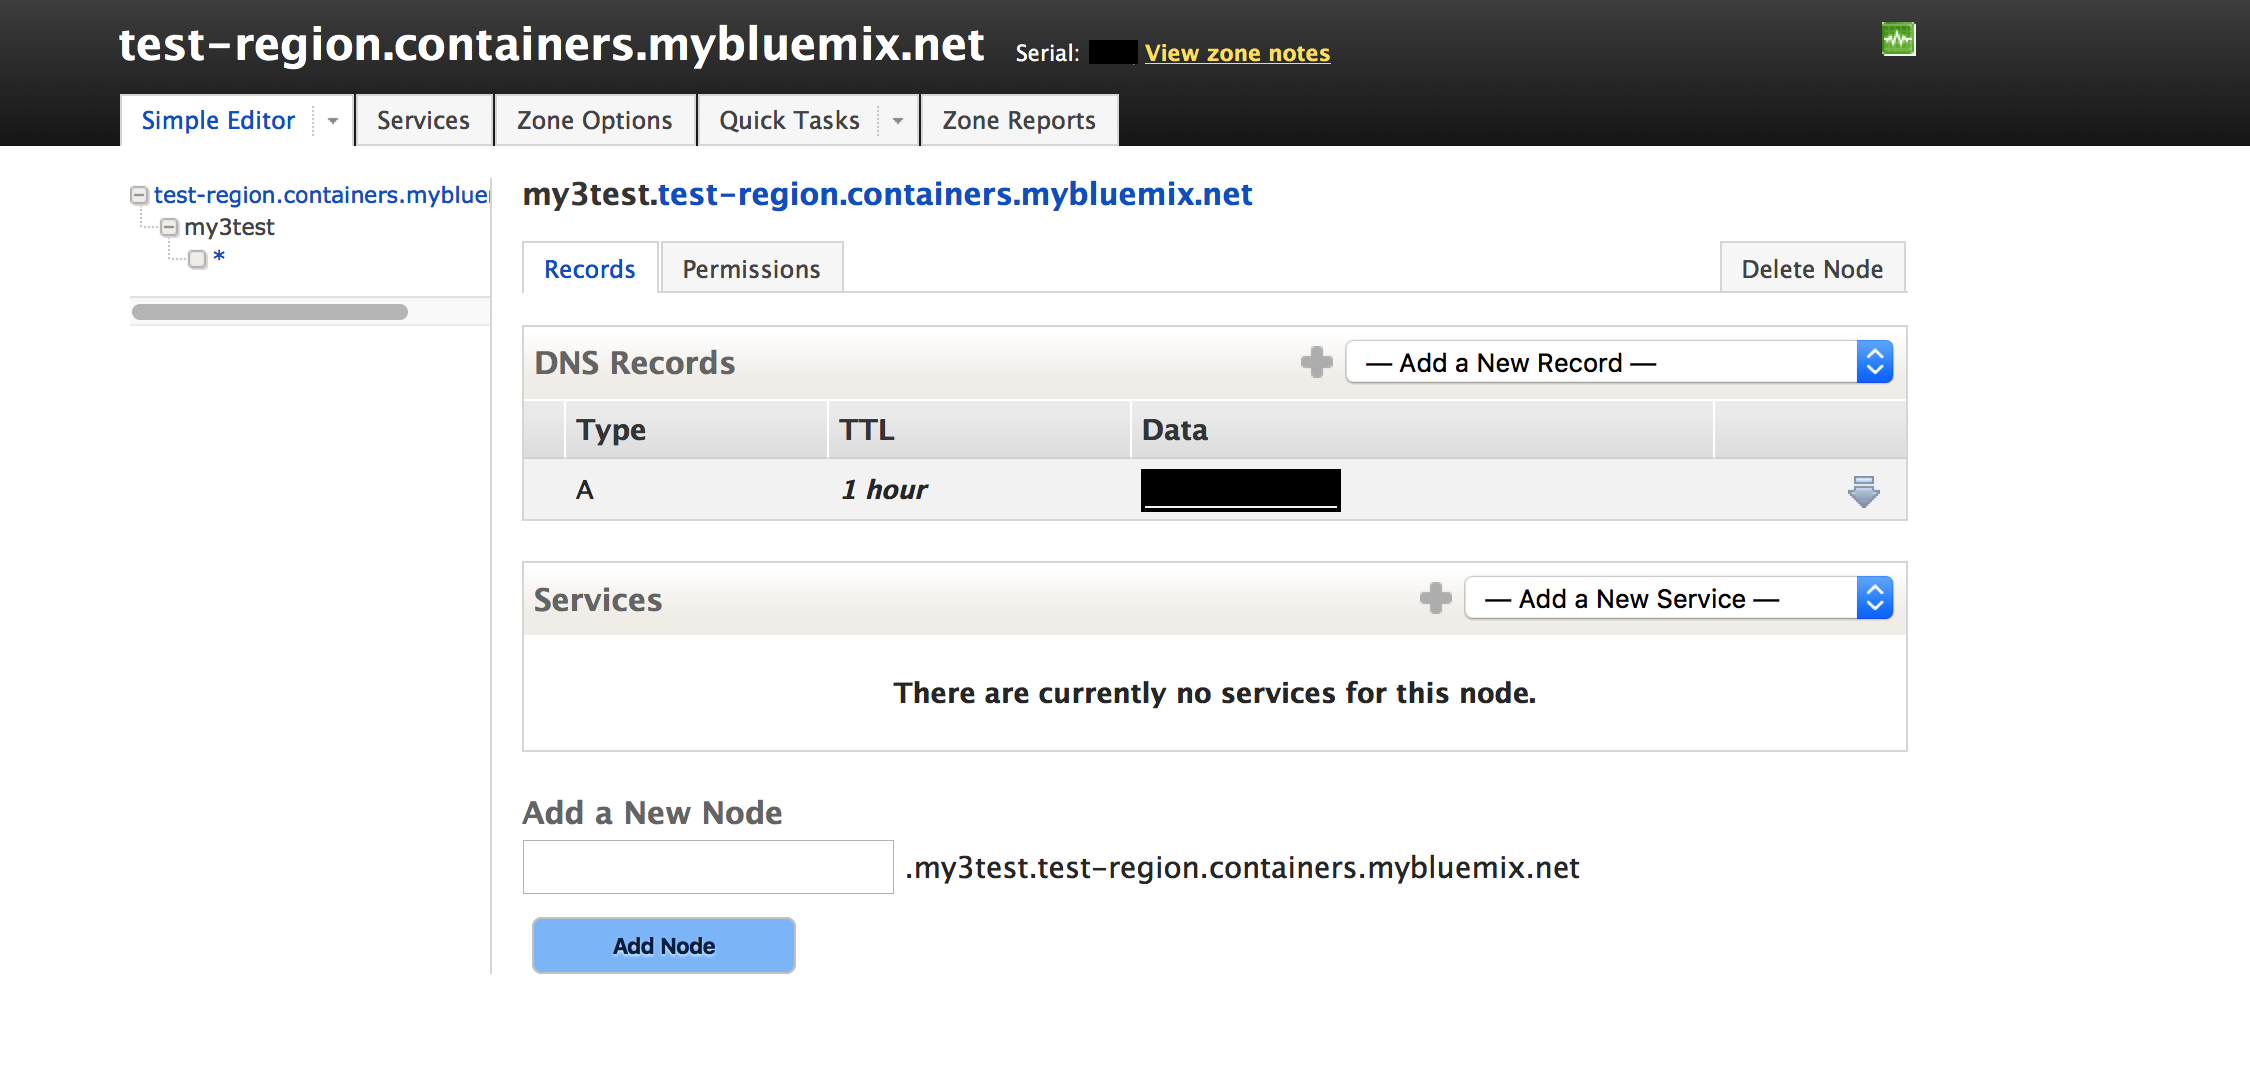 test-region.containers.mybluemix.net Serial: View zone notes
Simple Editor Services Zone Options Quick Tasks Zone Reports
test-region.containers.myblue
my3test
*
my3test.test-region.containers.mybluemix.net
Records Permissions Delete Node
DNS Records — Add a New Record —
Type TTL Data
A 1 hour
Services — Add a New Service —
There are currently no services for this node.
Add a New Node
.my3test.test-region.containers.mybluemix.net
Add Node